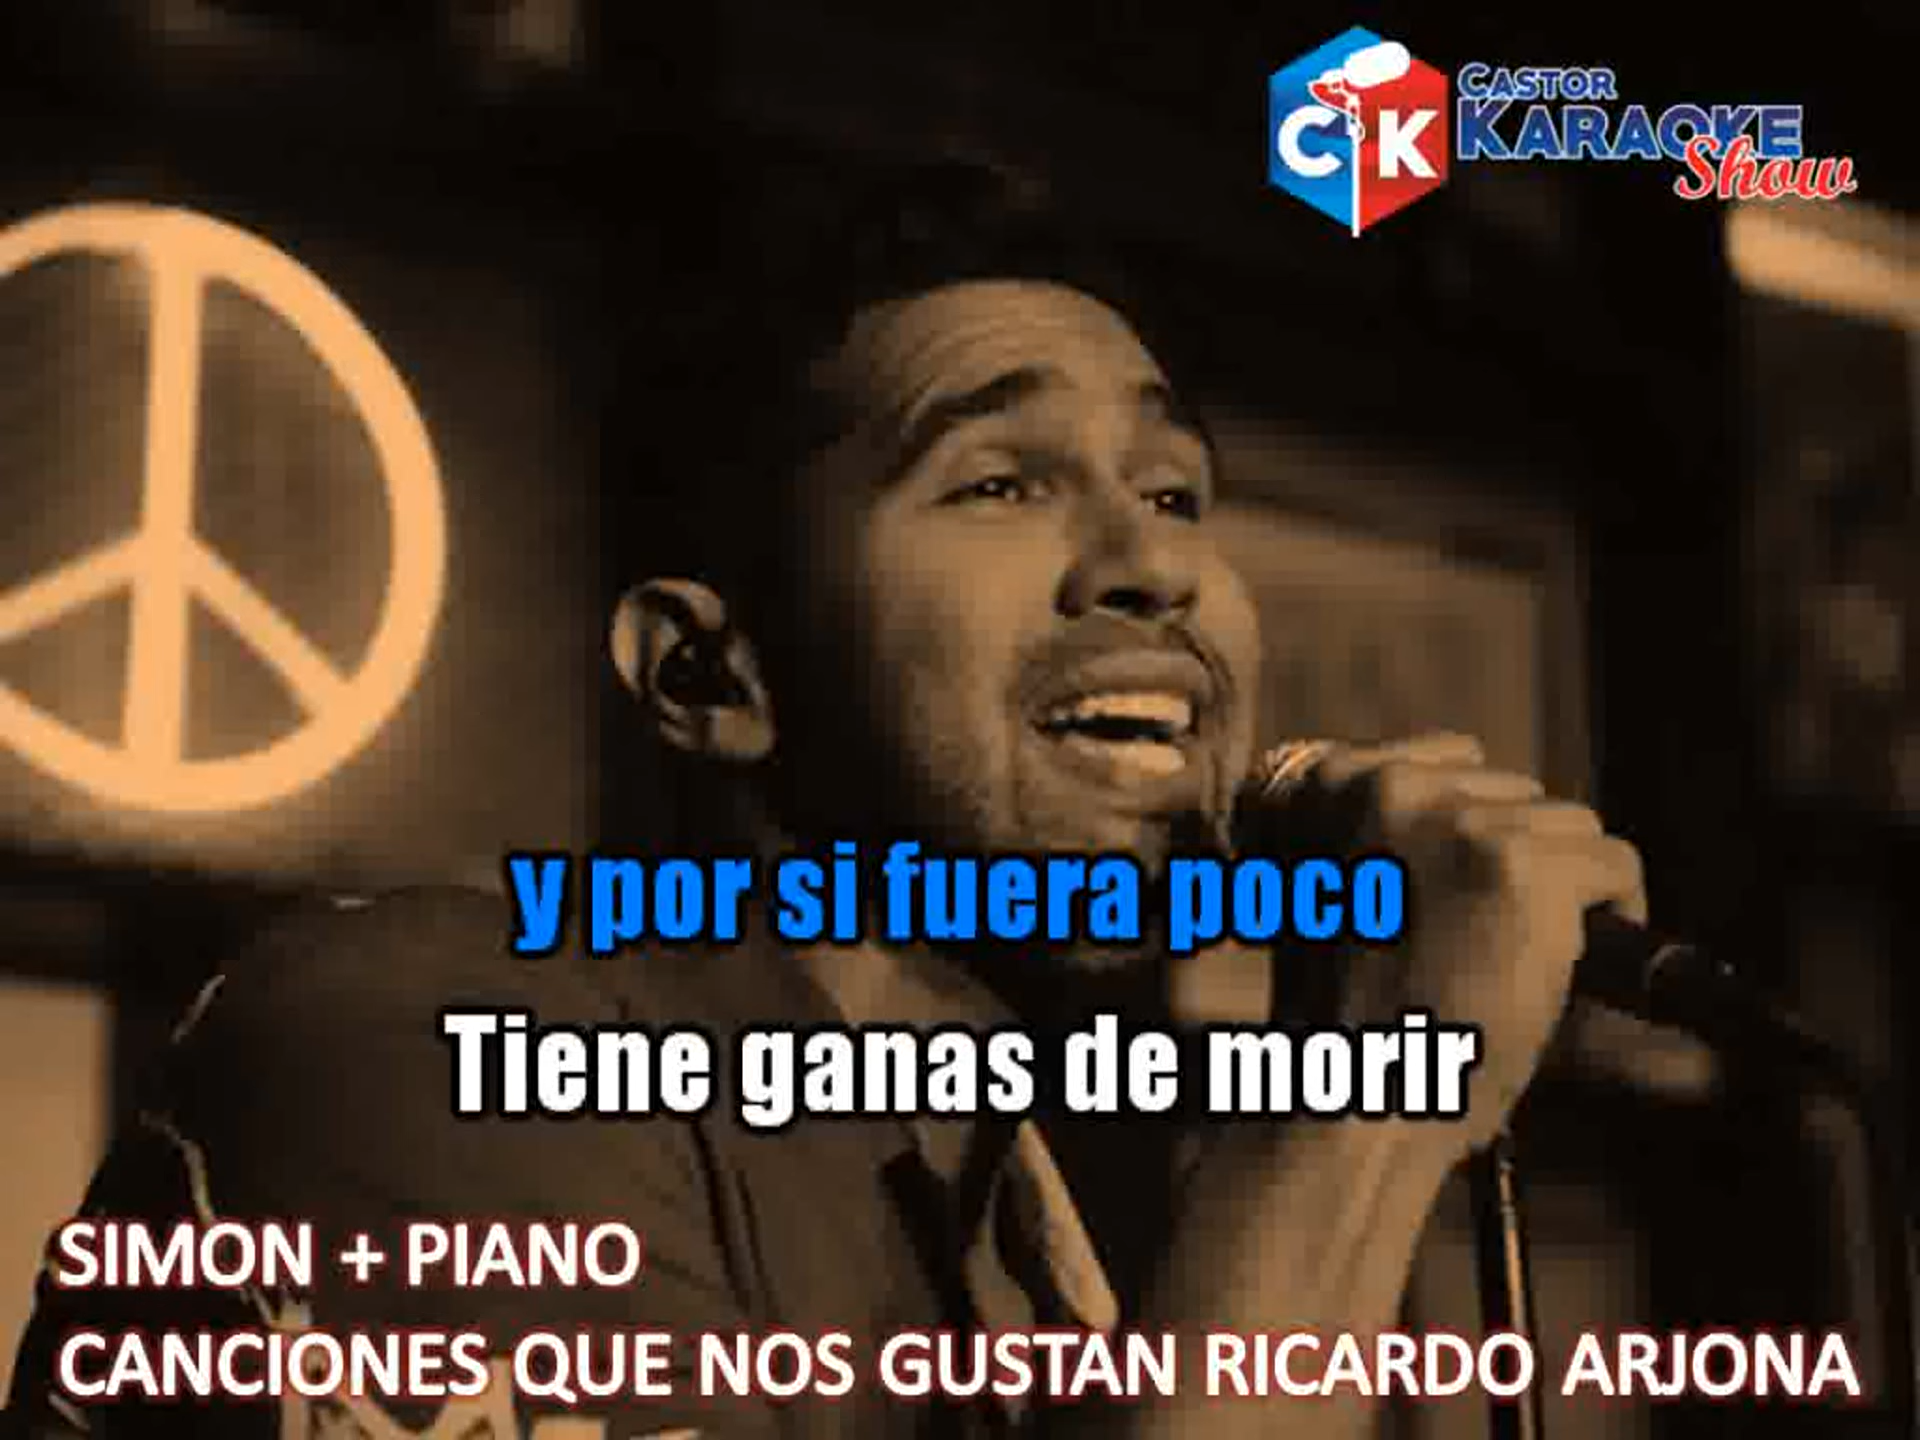 CASTOR
C K KARAOKE
Show
y por si fuera poco
Tiene ganas de morir
SIMON + PIANO
CANCIONES QUE NOS GUSTAN RICARDO ARJONA